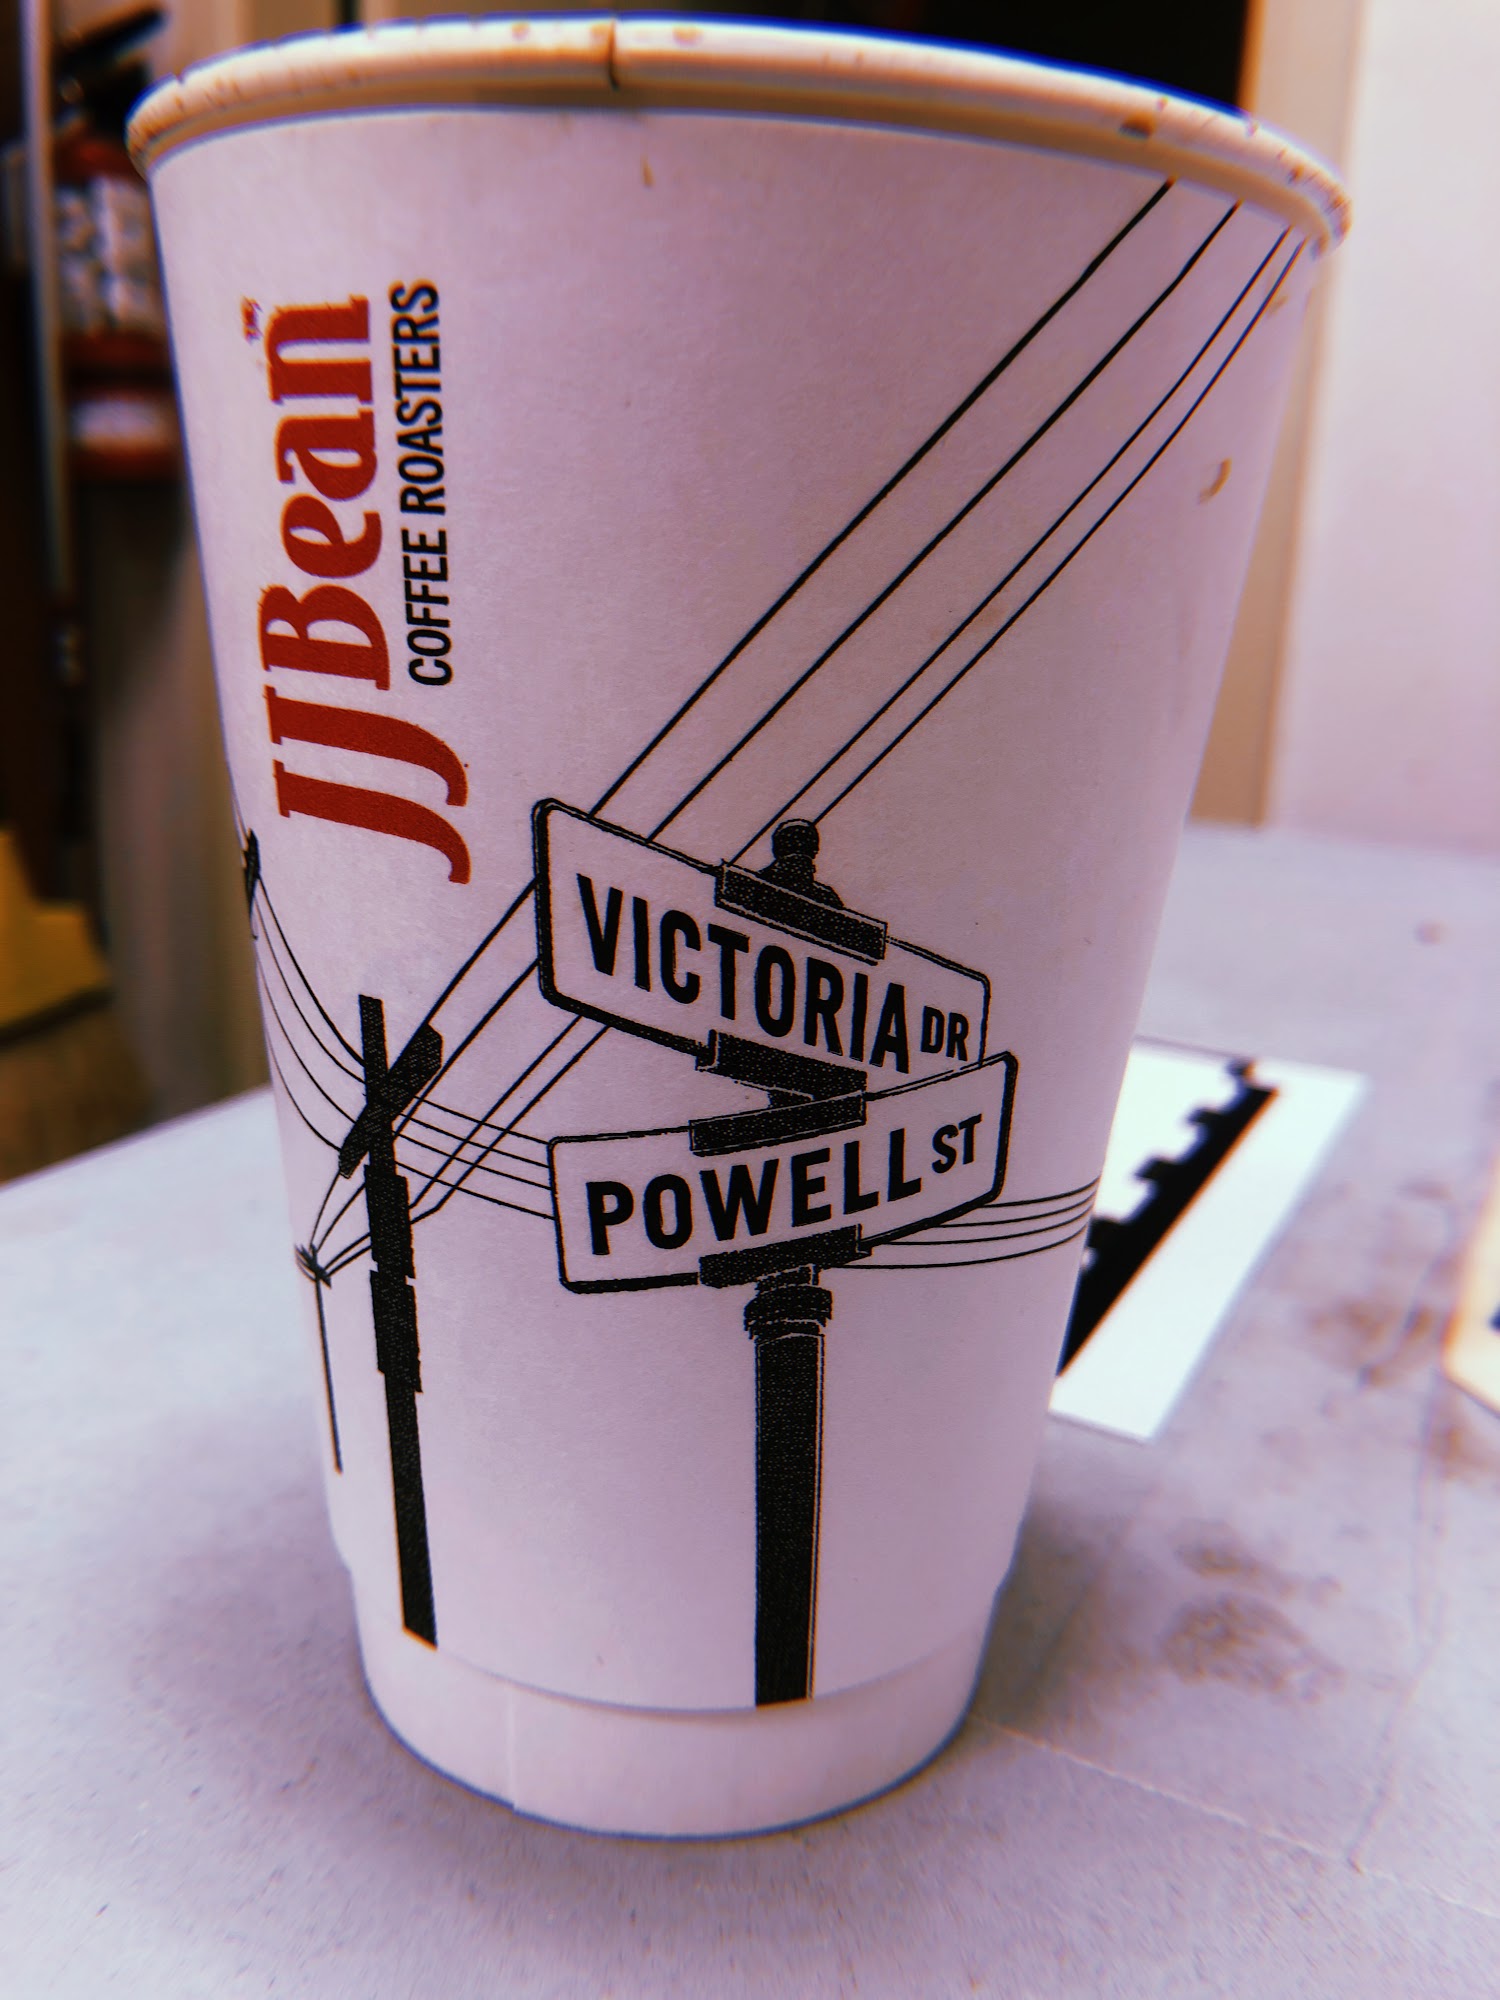 JJBean
COFFEE ROASTERS
VICTORIA DR
POWELL ST